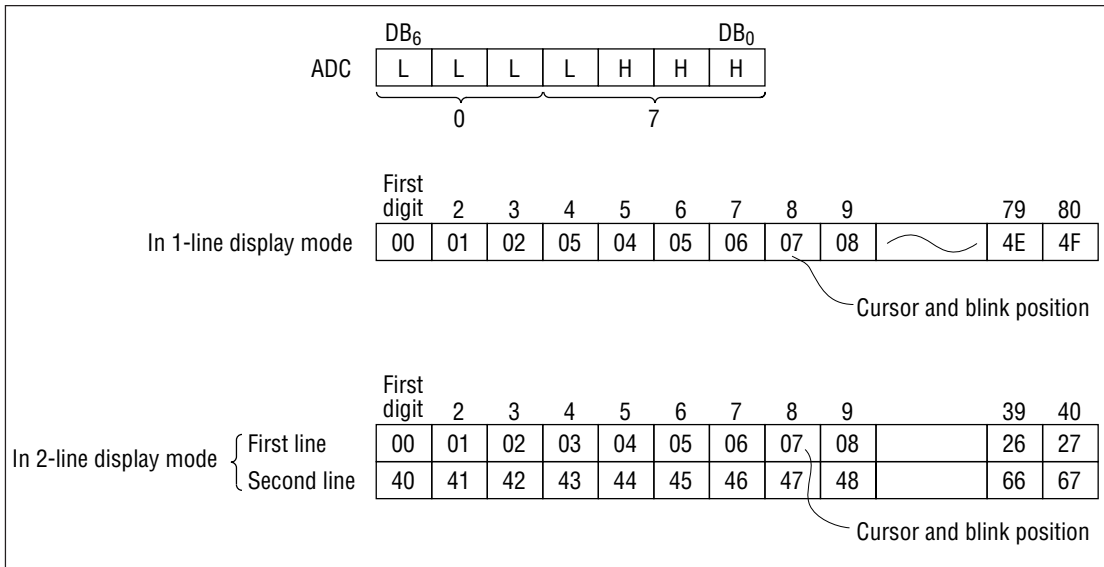 DB6 DB0
ADC L L L L H H H
0 7
First
digit 2 3 4 5 6 7 8 9 79 80
In 1-line display mode 00 01 02 05 04 05 06 07 08 4E 4F
Cursor and blink position
First
digit 2 3 4 5 6 7 8 9 39 40
In 2-line display mode
First line 00 01 02 03 04 05 06 07 08 26 27
Second line 40 41 42 43 44 45 46 47 48 66 67
Cursor and blink position